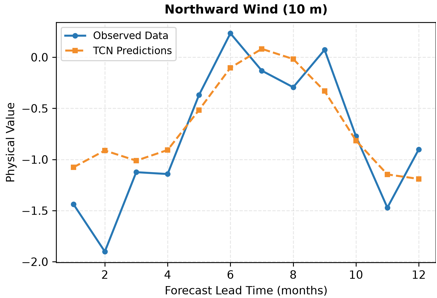 Northward Wind (10 m)
Observed Data
TCN Predictions
0.0
−0.5
−1.0
−1.5
−2.0
Physical Value
2 4 6 8 10 12
Forecast Lead Time (months)